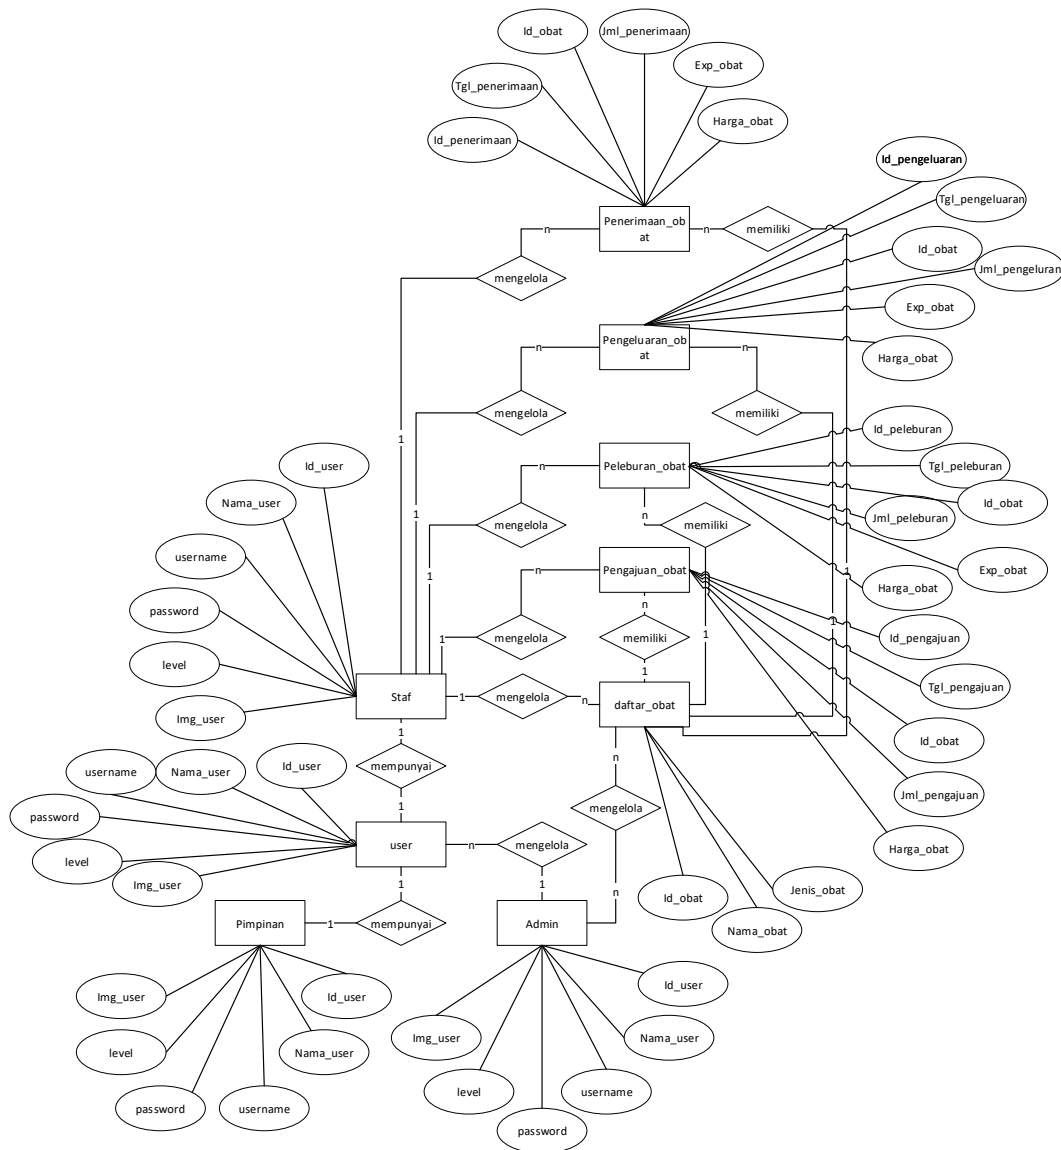 Id_obat
Jml_penerimaan
Exp_obat
Tgl_penerimaan
Harga_obat
Id_penerimaan
Id_pengeluaran
Tgl_pengeluaran
Penerimaan_ob
at
n
n
memiliki
Id_obat
Jml_pengeluran
mengelola
Exp_obat
Pengeluaran_ob
at
n
n
Harga_obat
mengelola
memiliki
1
Id_peleburan
Id_user
Tgl_peleburan
Peleburan_obat
n
Nama_user
Id_obat
1
Jml_peleburan
mengelola
n
memiliki
username
Exp_obat
1
1
Pengajuan_obat
n
Harga_obat
password
n
1
Id_pengajuan
mengelola
memiliki
1
1
level
1
Tgl_pengajuan
Staf
1
mengelola
n
daftar_obat
Img_user
1
Id_obat
n
mempunyai
Id_user
username
Nama_user
Jml_pengajuan
mengelola
password
1
user
n
mengelola
Harga_obat
level
Img_user
1
1
n
Id_obat
Jenis_obat
Pimpinan
1
mempunyai
Admin
Nama_obat
Id_user
Img_user
Id_user
Img_user
Nama_user
level
Nama_user
level
username
password
username
password